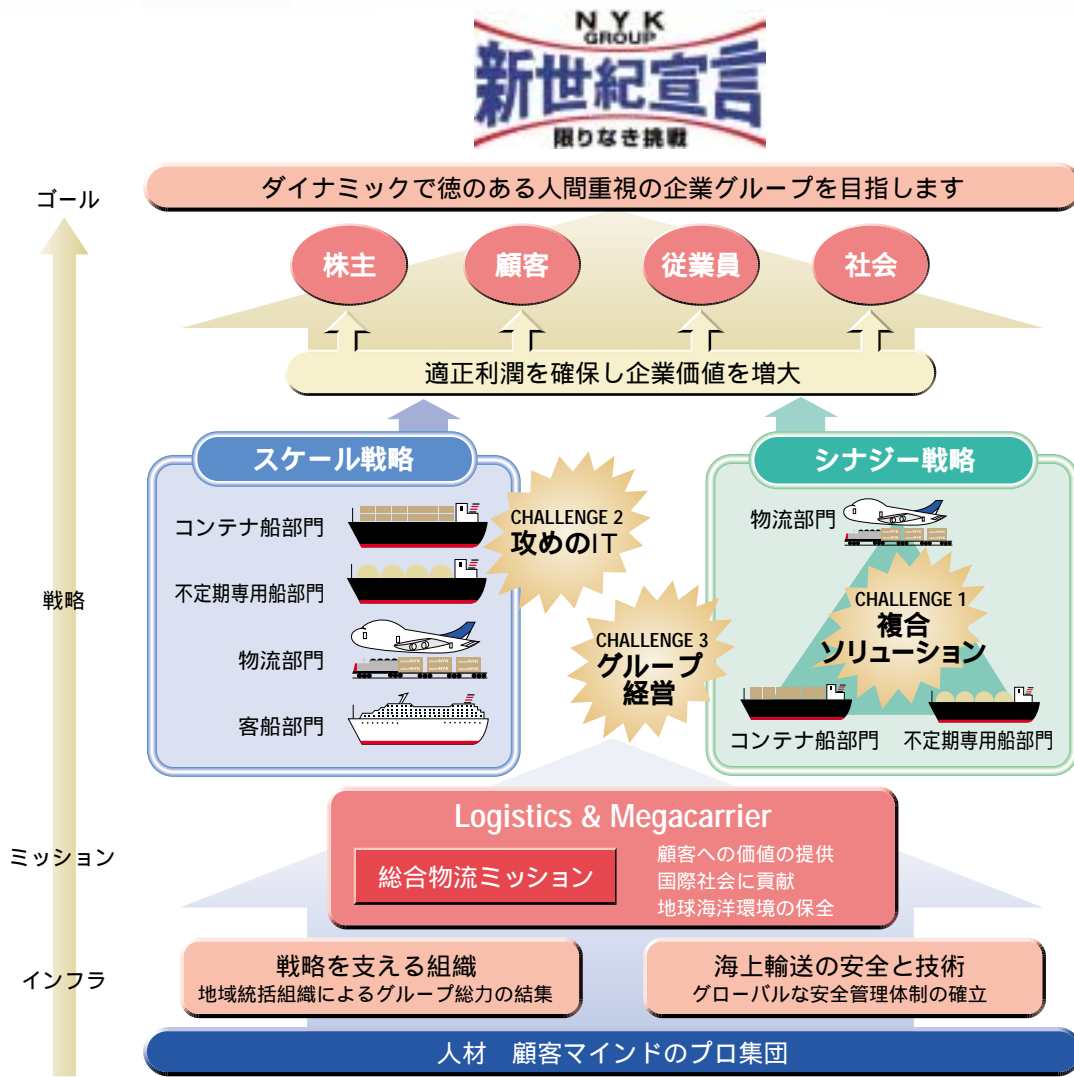 NYK
GROUP
新世紀宣言
限りなき挑戦
ゴール
ダイナミックで徳のある人間重視の企業グループを目指します
株主
顧客
従業員
社会
適正利潤を確保し企業価値を増大
戦略
スケール戦略
コンテナ船部門
不定期専用船部門
物流部門
客船部門
CHALLENGE 2
攻めのIT
CHALLENGE 3
グループ
経営
シナジー戦略
物流部門
CHALLENGE 1
複合
ソリューション
コンテナ船部門
不定期専用船部門
ミッション
Logistics & Megacarrier
総合物流ミッション
顧客への価値の提供
国際社会に貢献
地球海洋環境の保全
インフラ
戦略を支える組織
地域統括組織によるグループ総力の結集
海上輸送の安全と技術
グローバルな安全管理体制の確立
人材　顧客マインドのプロ集団